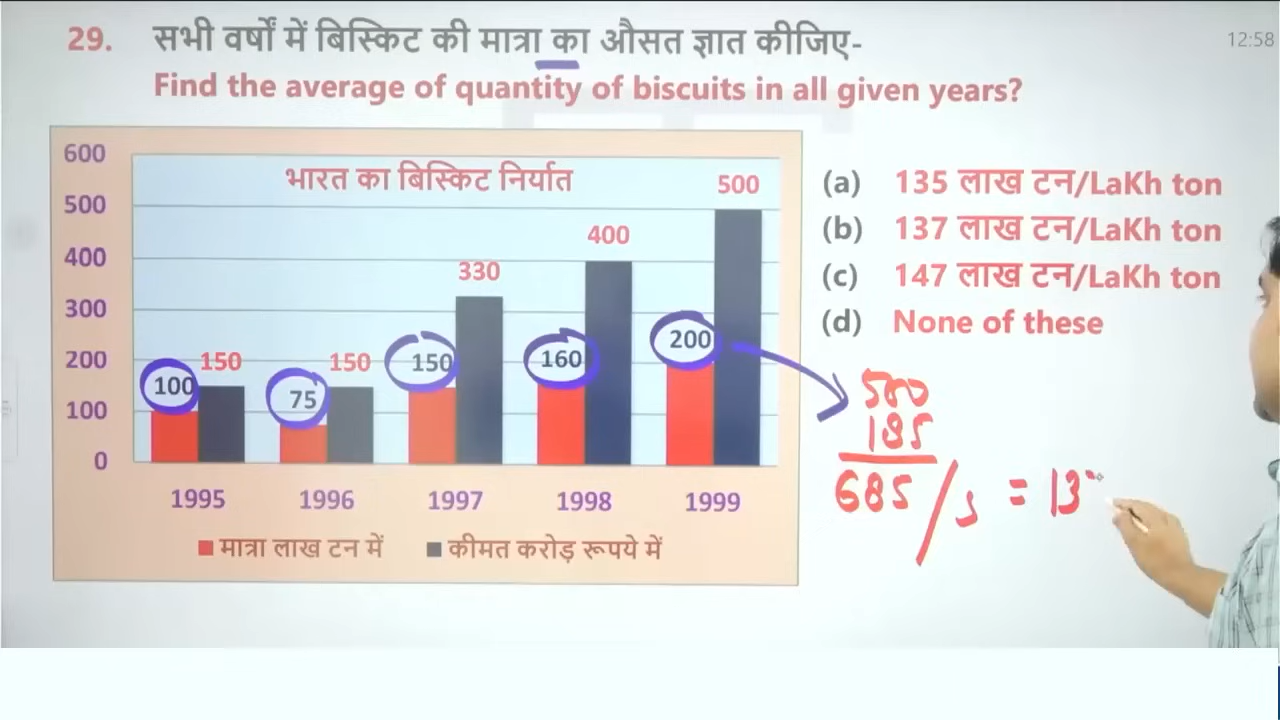 12:58
29. सभी वर्षों में बिस्किट की मात्रा का औसत ज्ञात कीजिए-
Find the average of quantity of biscuits in all given years?
भारत का बिस्किट निर्यात
600
500
400
300
200
100
0
100 150
75 150
150 330
160 400
200 500
1995 1996 1997 1998 1999
मात्रा लाख टन में कीमत करोड़ रूपये में
(a) 135 लाख टन/LaKh ton
(b) 137 लाख टन/LaKh ton
(c) 147 लाख टन/LaKh ton
(d) None of these
500
185
685/5 = 13